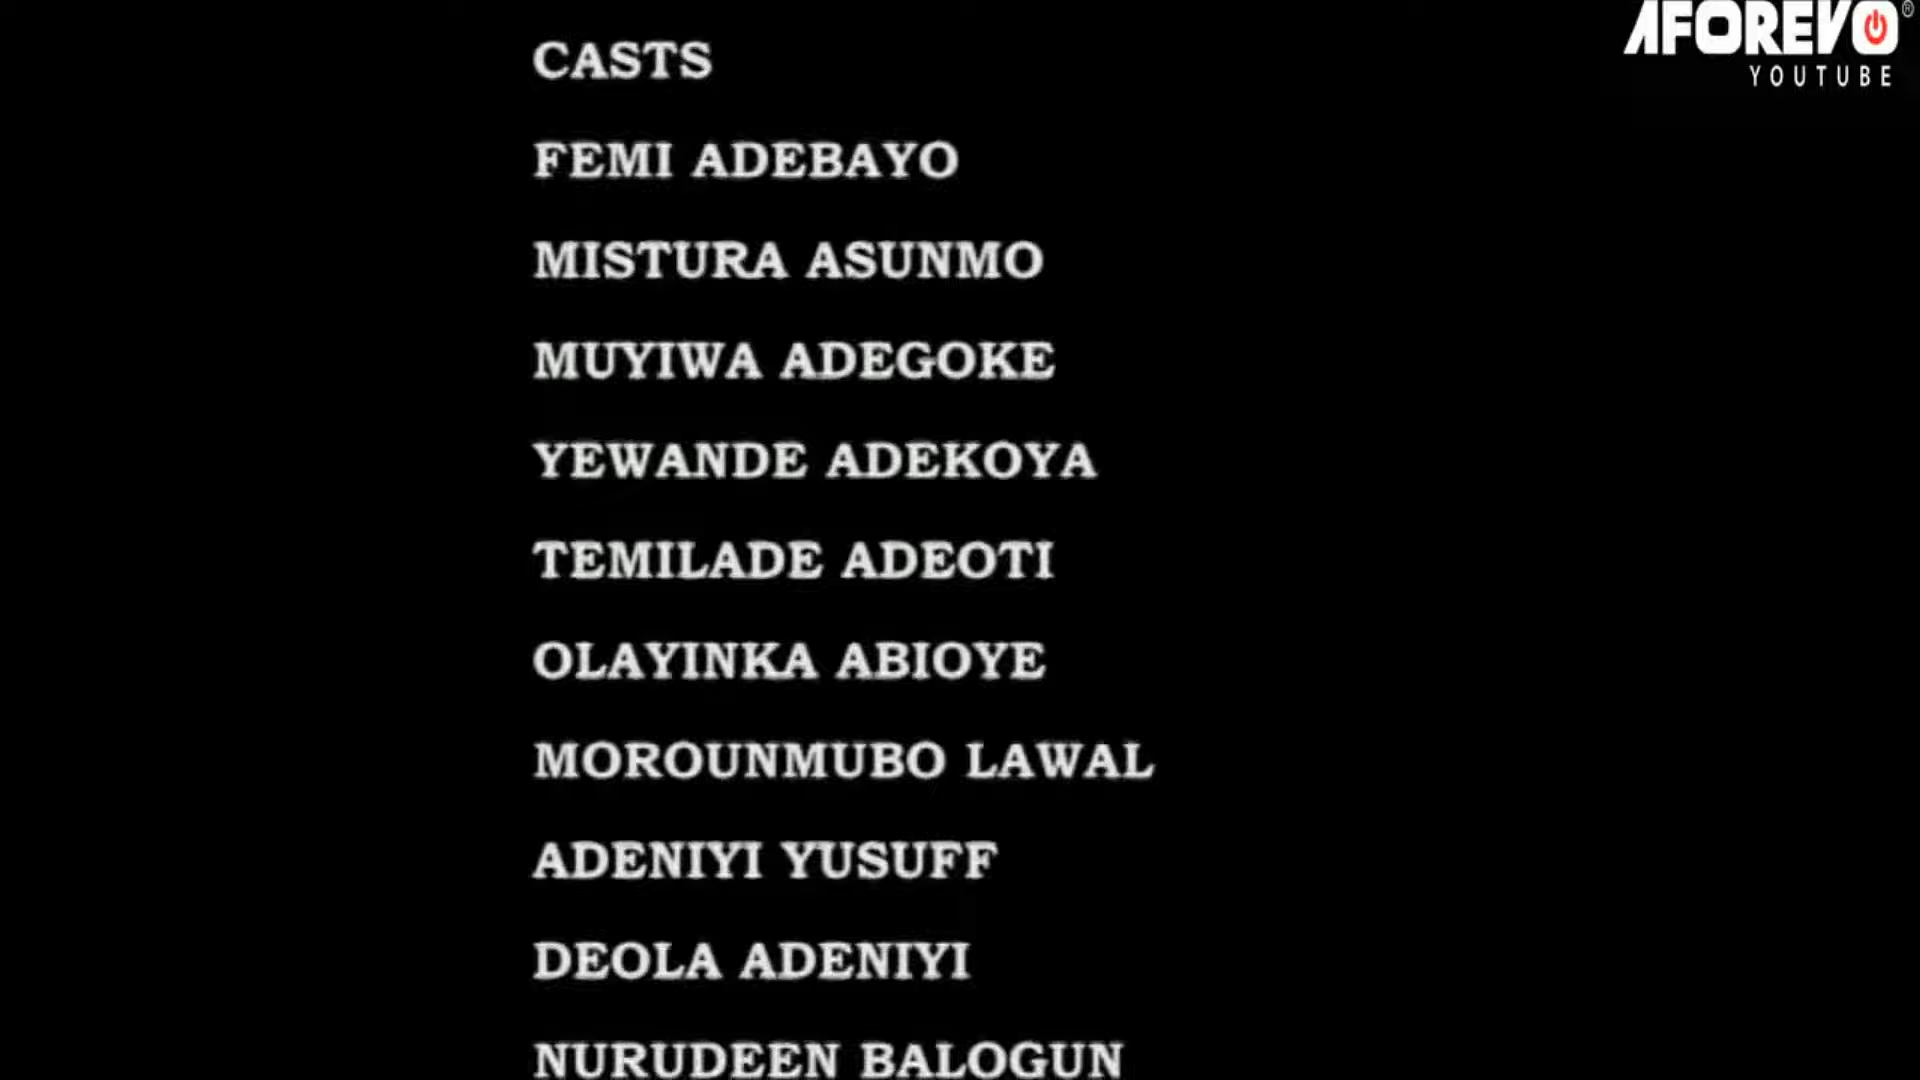 AFOREVO®
YOUTUBE
CASTS
FEMI ADEBAYO
MISTURA ASUNMO
MUYIWA ADEGOKE
YEWANDE ADEKOYA
TEMILADE ADEOTI
OLAYINKA ABIOYE
MOROUNMUBO LAWAL
ADENIYI YUSUFF
DEOLA ADENIYI
NURUDEEN BALOGUN